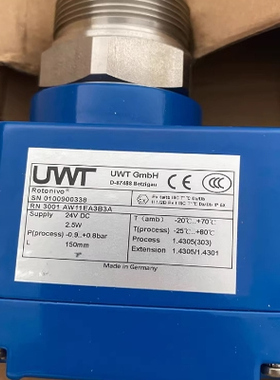 UWT
UWT GmbH
D-87488 Betzigau
CE
CCC
Rotonivo®
SN 0100900338
RN 3001 AW11EA3B3A
Supply 24V DC
2.5W
P(process) -0.9..+0.8bar
L 150mm
T (amb) -20℃...+70℃
T(process) -25℃...+80℃
Process 1.4305(303)
Extension 1.4305/1.4301
Made in Germany